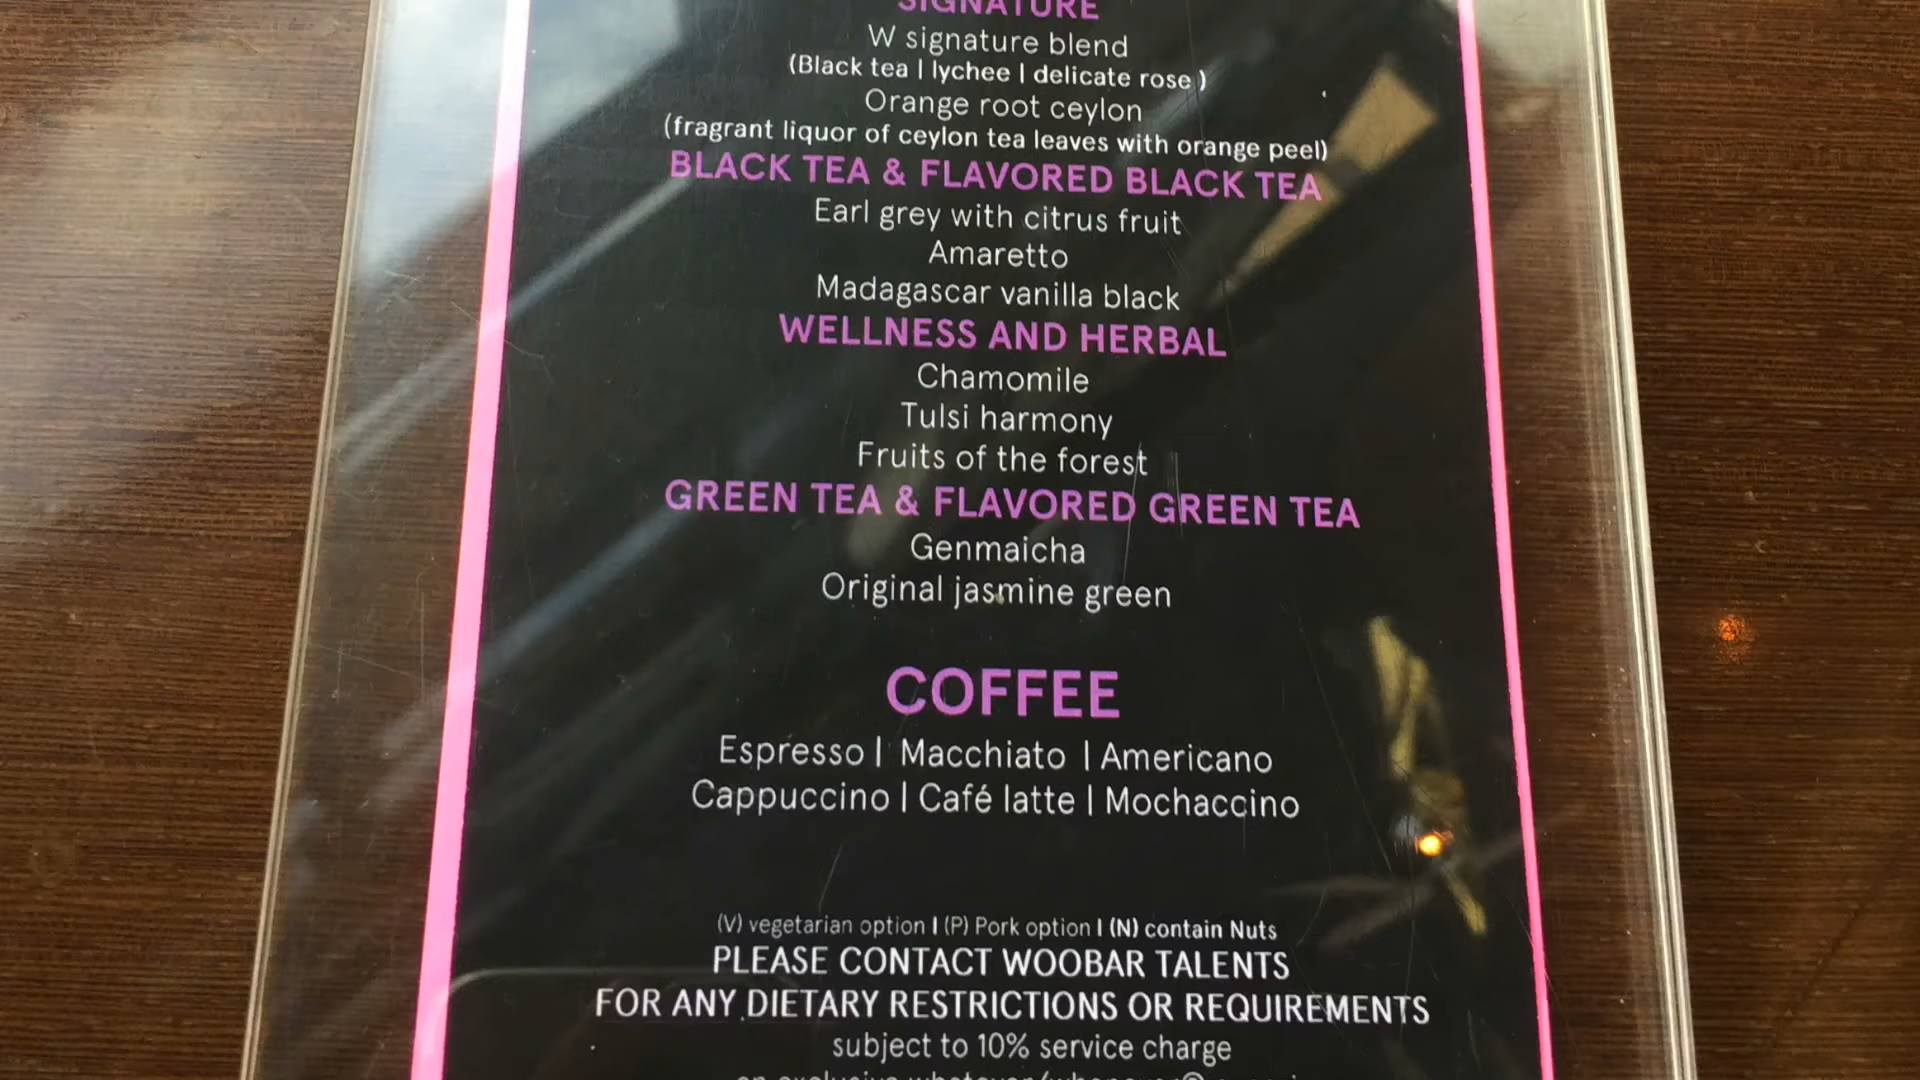 SIGNATURE
W signature blend
(Black tea | lychee | delicate rose )
Orange root ceylon
(fragrant liquor of ceylon tea leaves with orange peel)
BLACK TEA & FLAVORED BLACK TEA
Earl grey with citrus fruit
Amaretto
Madagascar vanilla black
WELLNESS AND HERBAL
Chamomile
Tulsi harmony
Fruits of the forest
GREEN TEA & FLAVORED GREEN TEA
Genmaicha
Original jasmine green
COFFEE
Espresso | Macchiato | Americano
Cappuccino | Café latte | Mochaccino
(V) vegetarian option I (P) Pork option I (N) contain Nuts
PLEASE CONTACT WOOBAR TALENTS
FOR ANY DIETARY RESTRICTIONS OR REQUIREMENTS
subject to 10% service charge